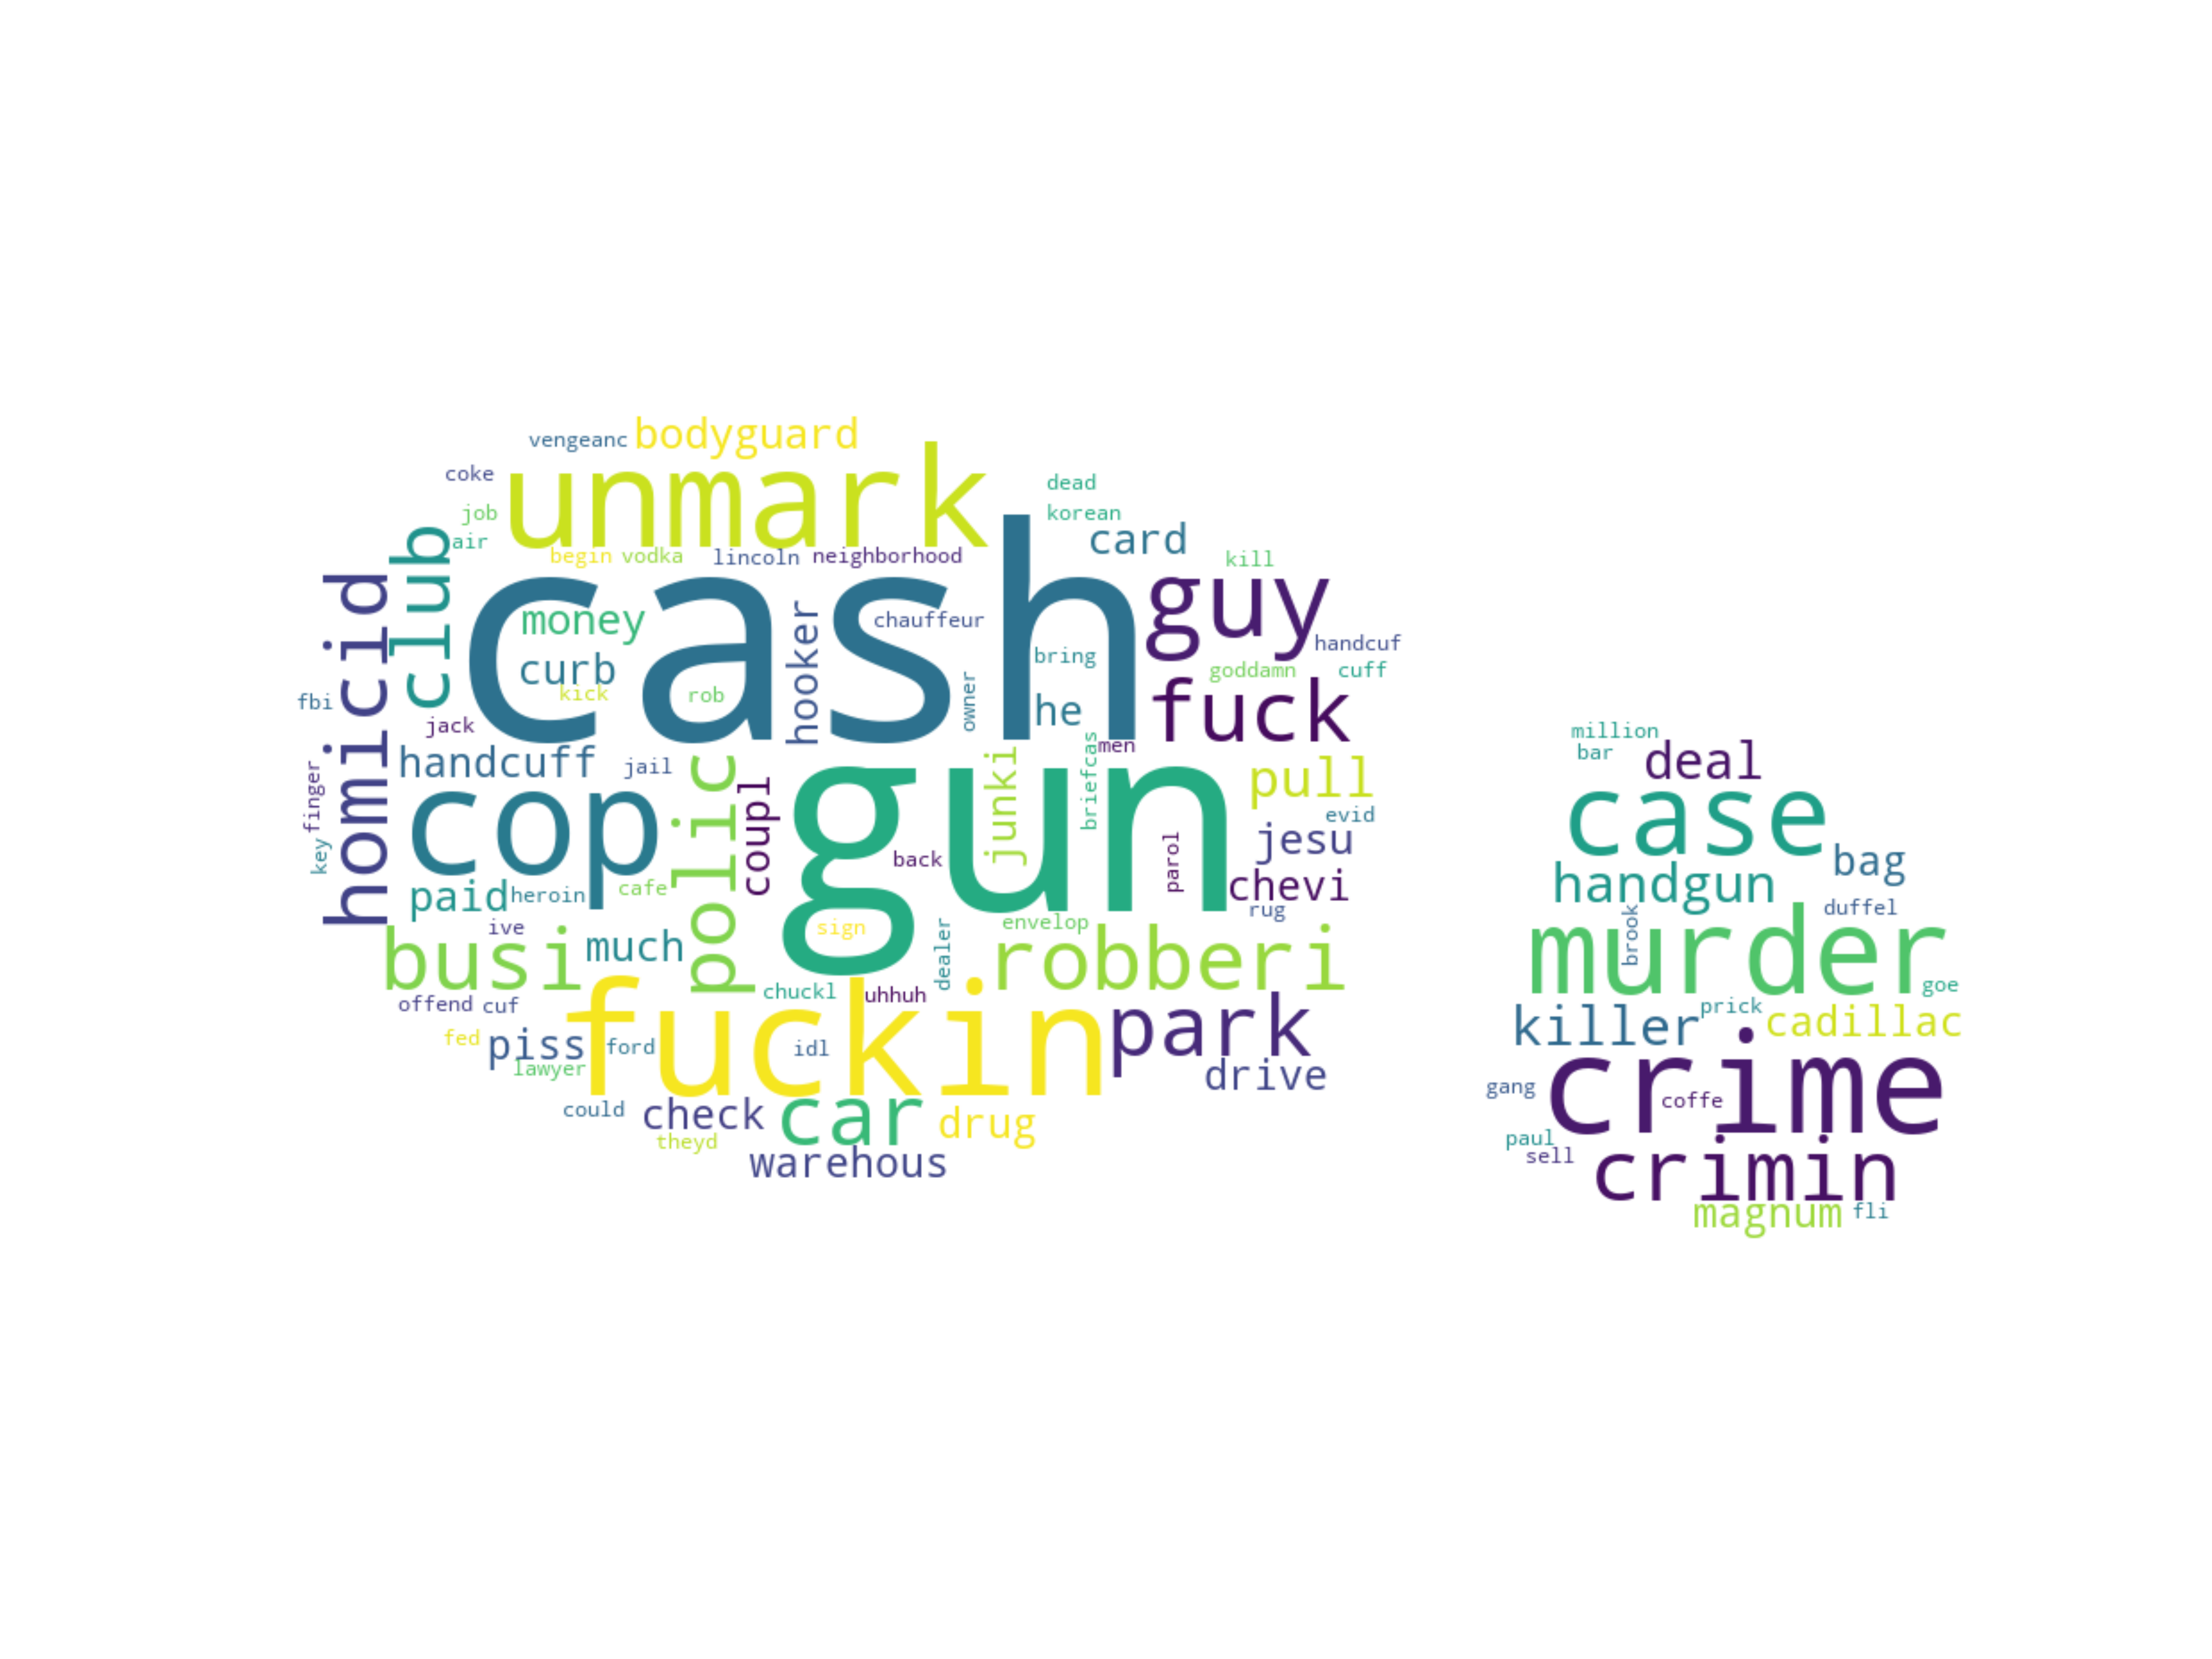 vengeanc
bodyguard
coke
unmark
dead
job
korean
air
card
begin
vodka
lincoln
neighborhood
kill
club
homicid
cash
guy
money
chauffeur
hooker
handcuf
curb
bring
goddamn
cuff
kick
rob
owner
he
fuck
fbi
jack
men
handcuff
jail
polic
coupl
gun
junki
briefcas
pull
finger
key
cop
back
parol
evid
jesu
chevi
paid
heroin
cafe
rug
ive
sign
envelop
busi
much
dealer
robberi
offend
cuf
chuckl
uhhuh
fuckin
park
fed
piss
ford
idl
lawyer
drive
could
check
car
drug
theyd
warehous
million
bar
deal
case
bag
handgun
duffel
brook
murder
goe
killer
prick
cadillac
gang
crime
coffe
paul
sell
crimin
magnum
fli